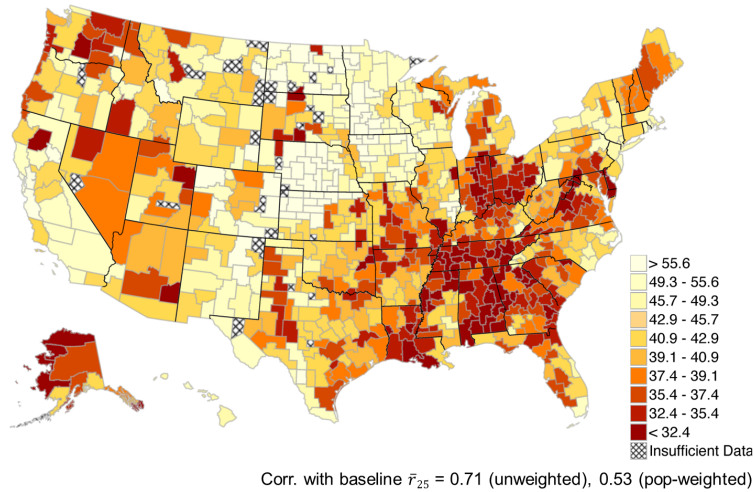 > 55.6
49.3 - 55.6
45.7 - 49.3
42.9 - 45.7
40.9 - 42.9
39.1 - 40.9
37.4 - 39.1
35.4 - 37.4
32.4 - 35.4
< 32.4
Insufficient Data
Corr. with baseline r̄₂₅ = 0.71 (unweighted), 0.53 (pop-weighted)